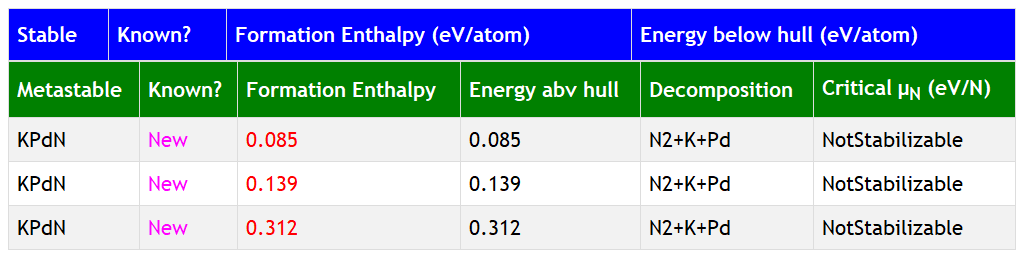 Stable Known? Formation Enthalpy (eV/atom) Energy below hull (eV/atom)
Metastable Known? Formation Enthalpy Energy abv hull Decomposition Critical μN (eV/N)
KPdN New 0.085 0.085 N2+K+Pd NotStabilizable
KPdN New 0.139 0.139 N2+K+Pd NotStabilizable
KPdN New 0.312 0.312 N2+K+Pd NotStabilizable